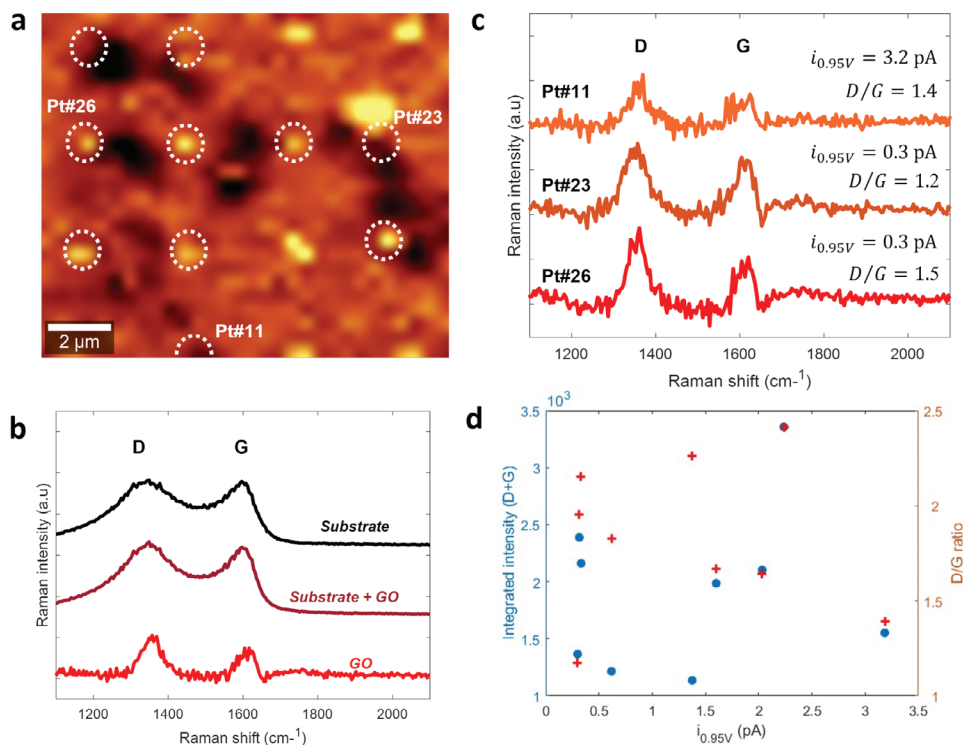 a
Pt#26
Pt#23
Pt#11
2 μm
b
D
G
Substrate
Substrate + GO
GO
Raman intensity (a.u)
1200
1400
1600
1800
2000
Raman shift (cm-1)
c
D
G
Pt#11
i0.95V = 3.2 pA
D/G = 1.4
Pt#23
i0.95V = 0.3 pA
D/G = 1.2
Pt#26
i0.95V = 0.3 pA
D/G = 1.5
Raman intensity (a.u)
1200
1400
1600
1800
2000
Raman shift (cm-1)
d
103
3.5
3
2.5
2
1.5
1
Integrated intensity (D+G)
2.5
2
1.5
1
D/G ratio
0
0.5
1
1.5
2
2.5
3
3.5
i0.95V (pA)